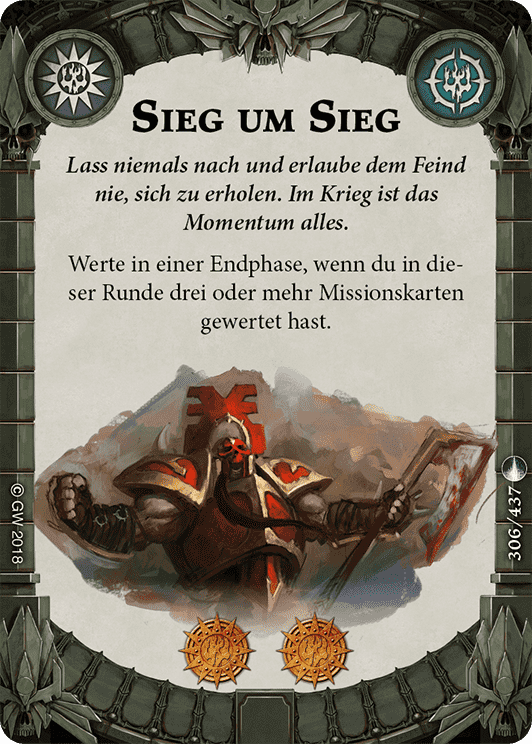 Sieg um Sieg
Lass niemals nach und erlaube dem Feind
nie, sich zu erholen. Im Krieg ist das
Momentum alles.
Werte in einer Endphase, wenn du in die-
ser Runde drei oder mehr Missionskarten
gewertet hast.
© GW 2018
306/437